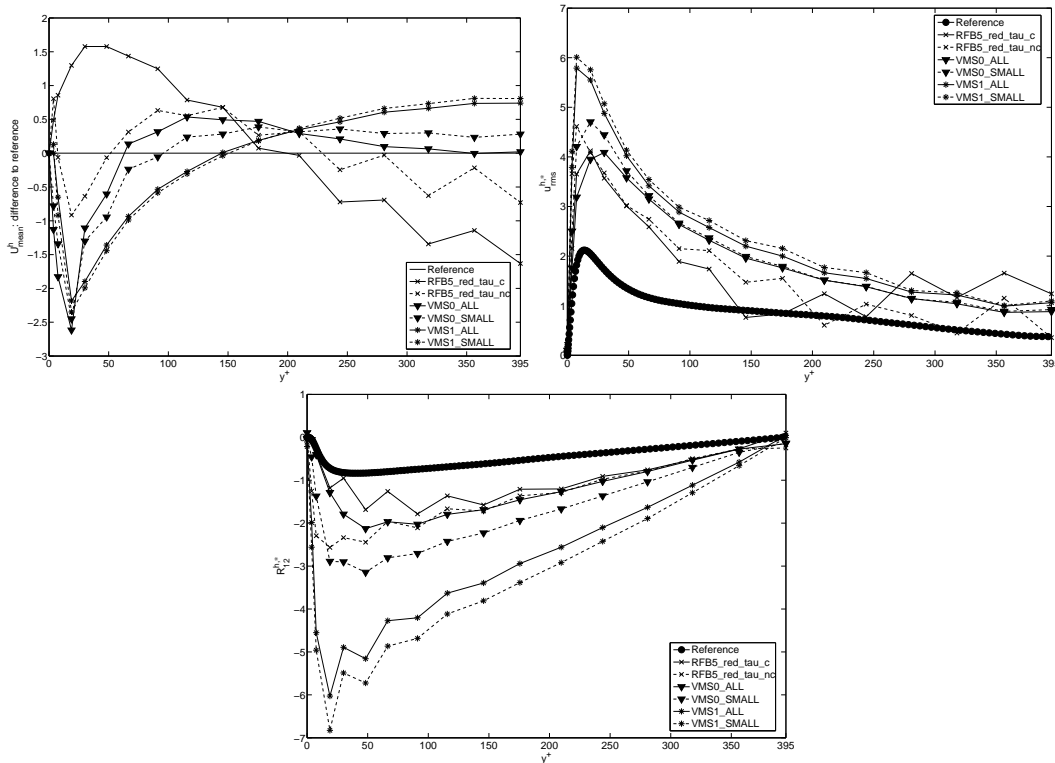 2
1.5
1
0.5
0
−0.5
−1
−1.5
−2
−2.5
−3
U^h_mean: difference to reference
0 50 100 150 200 250 300 350 395
y+
Reference
RFB5_red_tau_c
RFB5_red_tau_nc
VMS0_ALL
VMS0_SMALL
VMS1_ALL
VMS1_SMALL
7
6
5
4
3
2
1
0
u^h,*_rms
0 50 100 150 200 250 300 350 39
y+
Reference
RFB5_red_tau_c
RFB5_red_tau_nc
VMS0_ALL
VMS0_SMALL
VMS1_ALL
VMS1_SMALL
1
0
−1
−2
−3
−4
−5
−6
−7
R^h,*_12
0 50 100 150 200 250 300 350 395
y+
Reference
RFB5_red_tau_c
RFB5_red_tau_nc
VMS0_ALL
VMS0_SMALL
VMS1_ALL
VMS1_SMALL